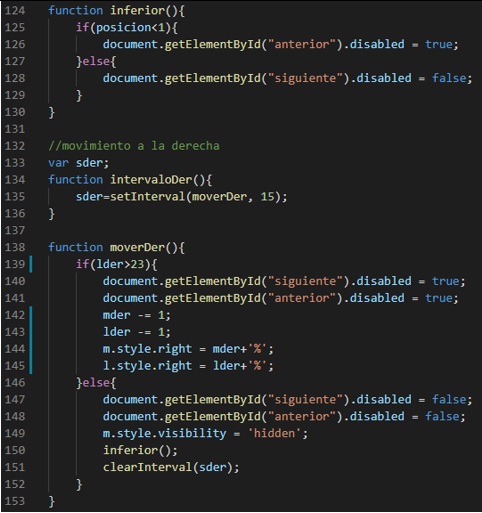 124 function inferior(){
125     if(posicion<1){
126         document.getElementById("anterior").disabled = true;
127     }else{
128         document.getElementById("siguiente").disabled = false;
129     }
130 }
131
132 //movimiento a la derecha
133 var sder;
134 function intervaloDer(){
135     sder=setInterval(moverDer, 15);
136 }
137
138 function moverDer(){
139     if(lder>23){
140         document.getElementById("siguiente").disabled = true;
141         document.getElementById("anterior").disabled = true;
142         mder -= 1;
143         lder -= 1;
144         m.style.right = mder+'%';
145         l.style.right = lder+'%';
146     }else{
147         document.getElementById("siguiente").disabled = false;
148         document.getElementById("anterior").disabled = false;
149         m.style.visibility = 'hidden';
150         inferior();
151         clearInterval(sder);
152     }
153 }